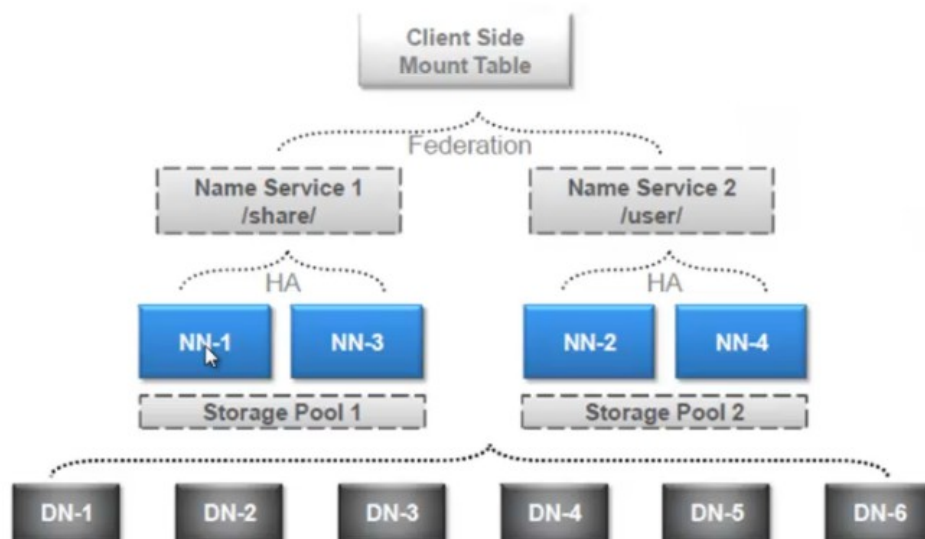 Client Side
Mount Table
Federation
Name Service 1
/share/
Name Service 2
/user/
HA
HA
NN-1
NN-3
NN-2
NN-4
Storage Pool 1
Storage Pool 2
DN-1
DN-2
DN-3
DN-4
DN-5
DN-6